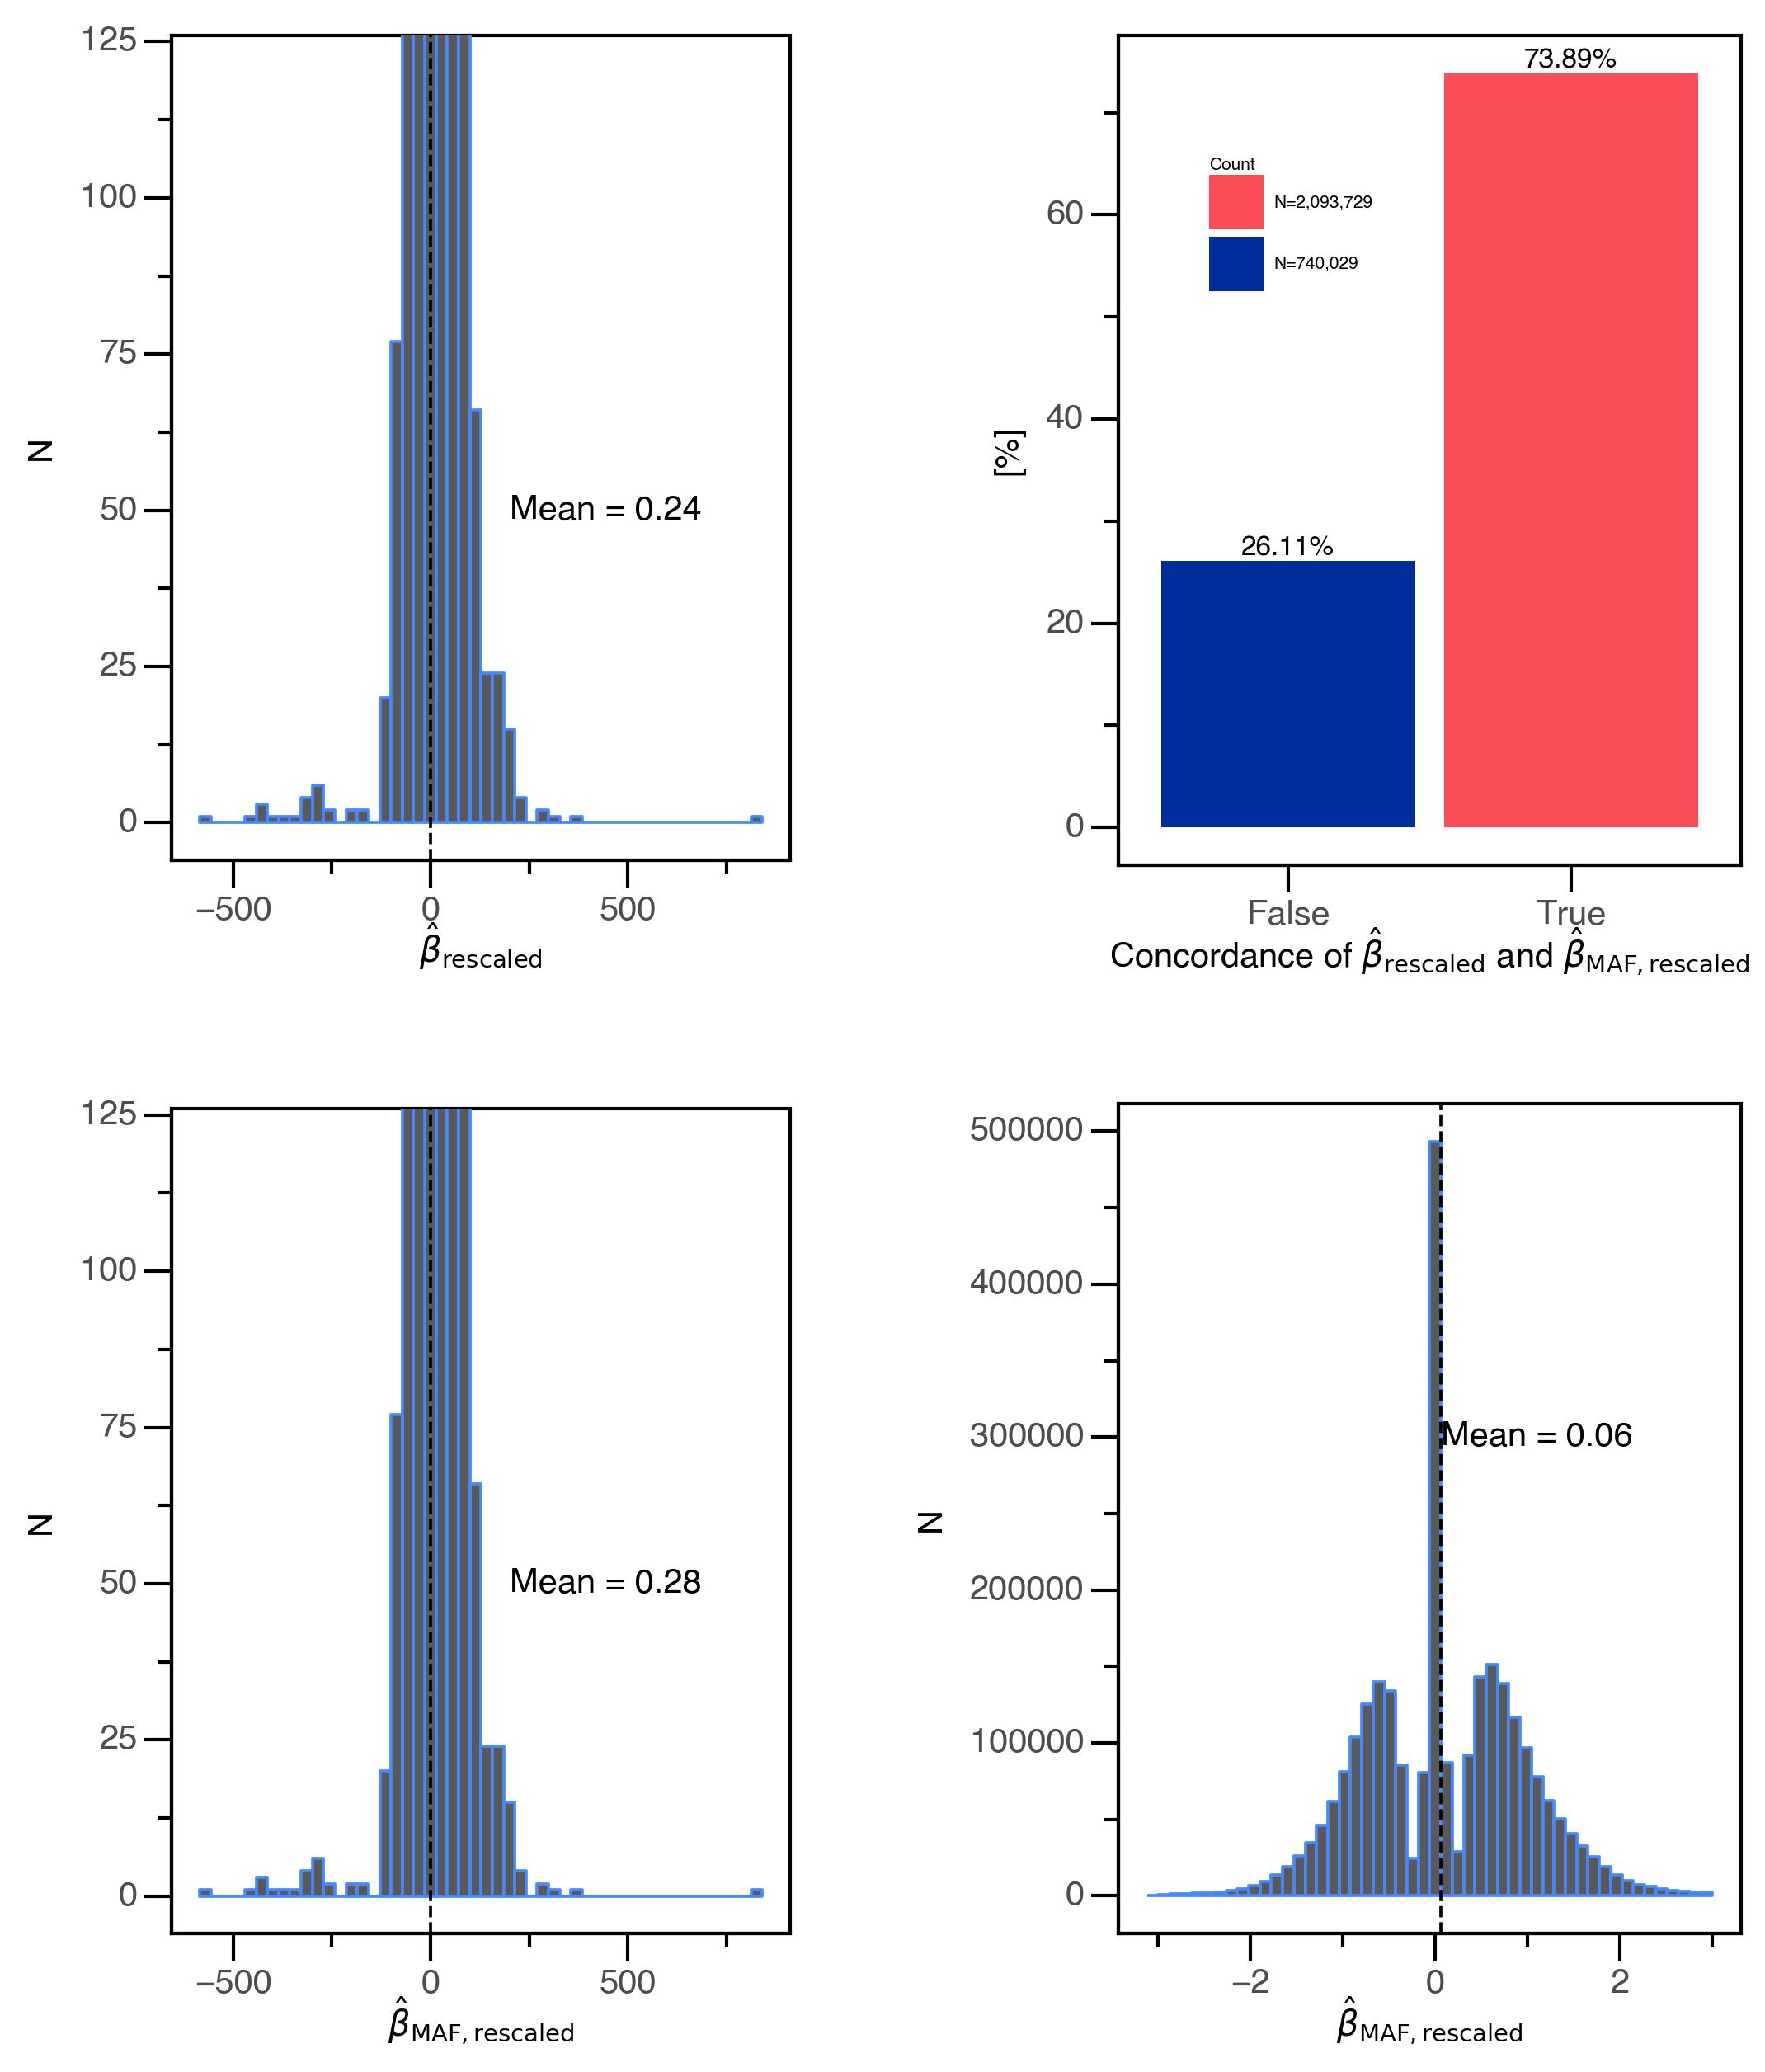 125
100
75
50
25
0
N
Mean = 0.24
−500 0 500
β̂rescaled
73.89%
26.11%
Count
N=2,093,729
N=740,029
60
40
20
0
[%]
False True
Concordance of β̂rescaled and β̂MAF, rescaled
125
100
75
50
25
0
N
Mean = 0.28
−500 0 500
β̂MAF, rescaled
500000
400000
300000
200000
100000
0
N
Mean = 0.06
−2 0 2
β̂MAF, rescaled